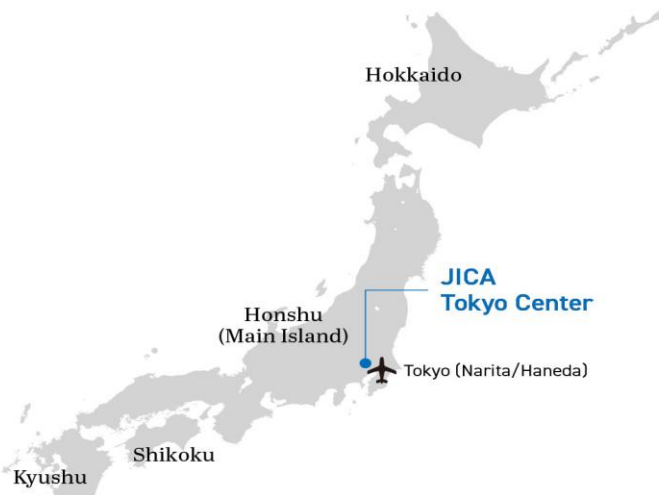 Hokkaido
JICA
Tokyo Center
Honshu
(Main Island)
Tokyo (Narita/Haneda)
Shikoku
Kyushu